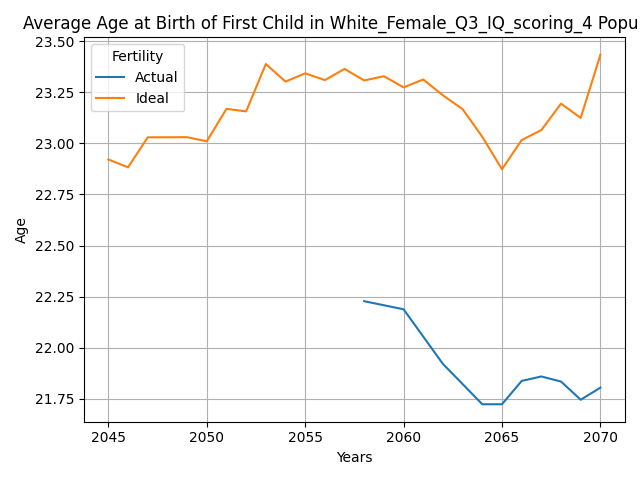 Average Age at Birth of First Child in White_Female_Q3_IQ_scoring_4 Popu
23.50
23.25
23.00
22.75
22.50
22.25
22.00
21.75
Age
Fertility
Actual
Ideal
2045 2050 2055 2060 2065 2070
Years